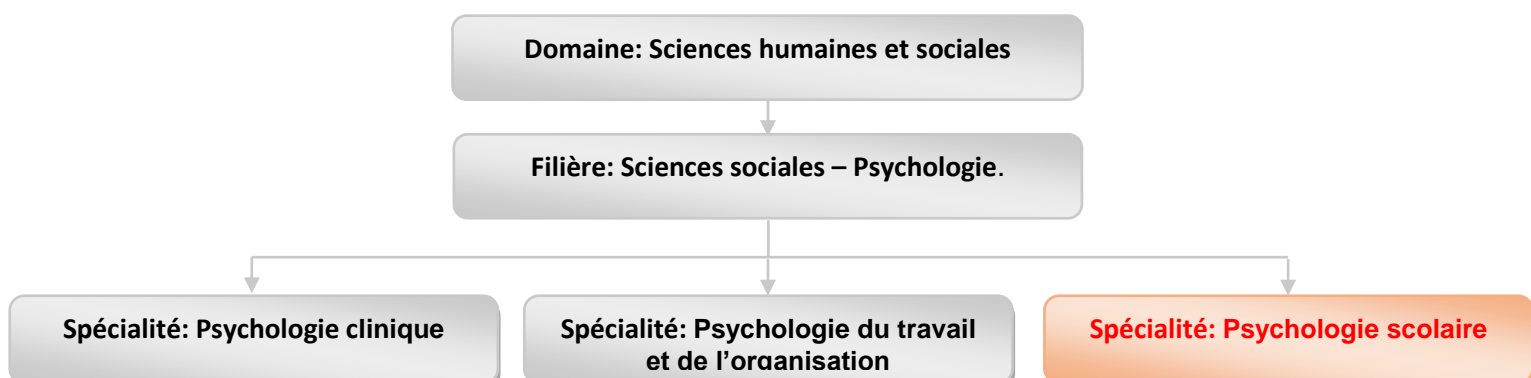 Domaine: Sciences humaines et sociales
Filière: Sciences sociales – Psychologie.
Spécialité: Psychologie clinique
Spécialité: Psychologie du travail
et de l’organisation
Spécialité: Psychologie scolaire